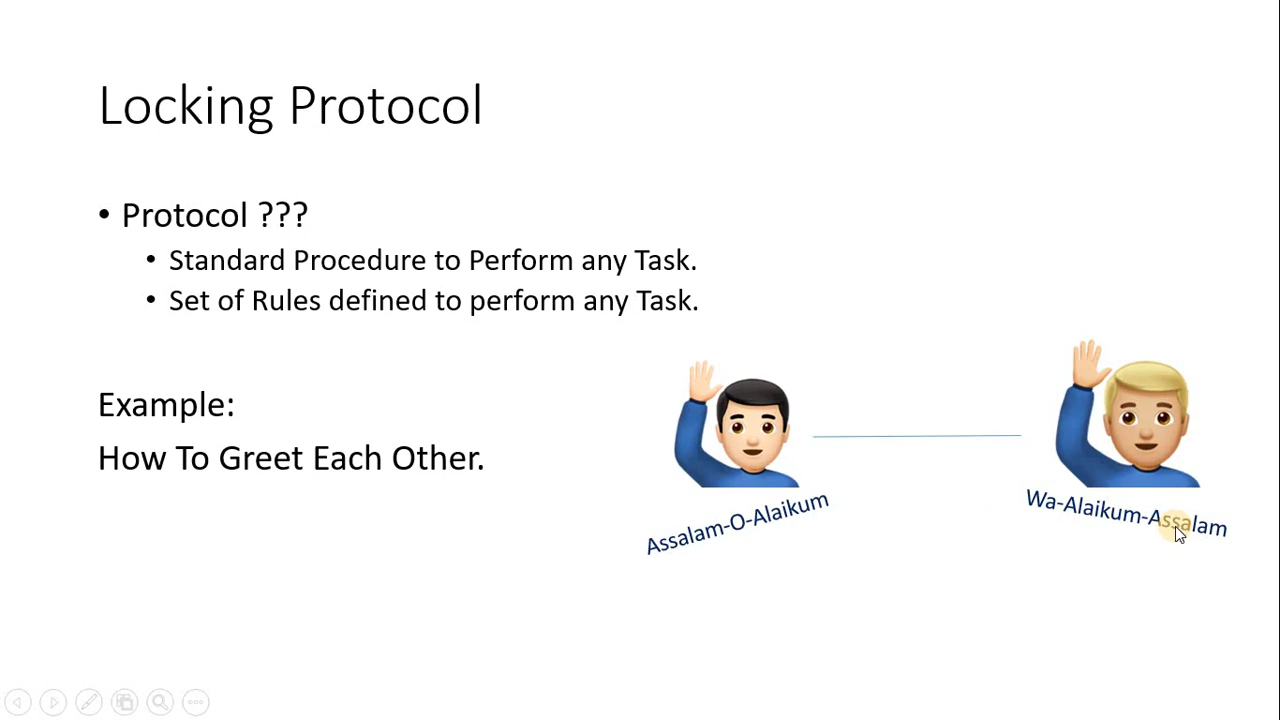 Locking Protocol
• Protocol ???
• Standard Procedure to Perform any Task.
• Set of Rules defined to perform any Task.
Example:
How To Greet Each Other.
Assalam-O-Alaikum
Wa-Alaikum-Assalam